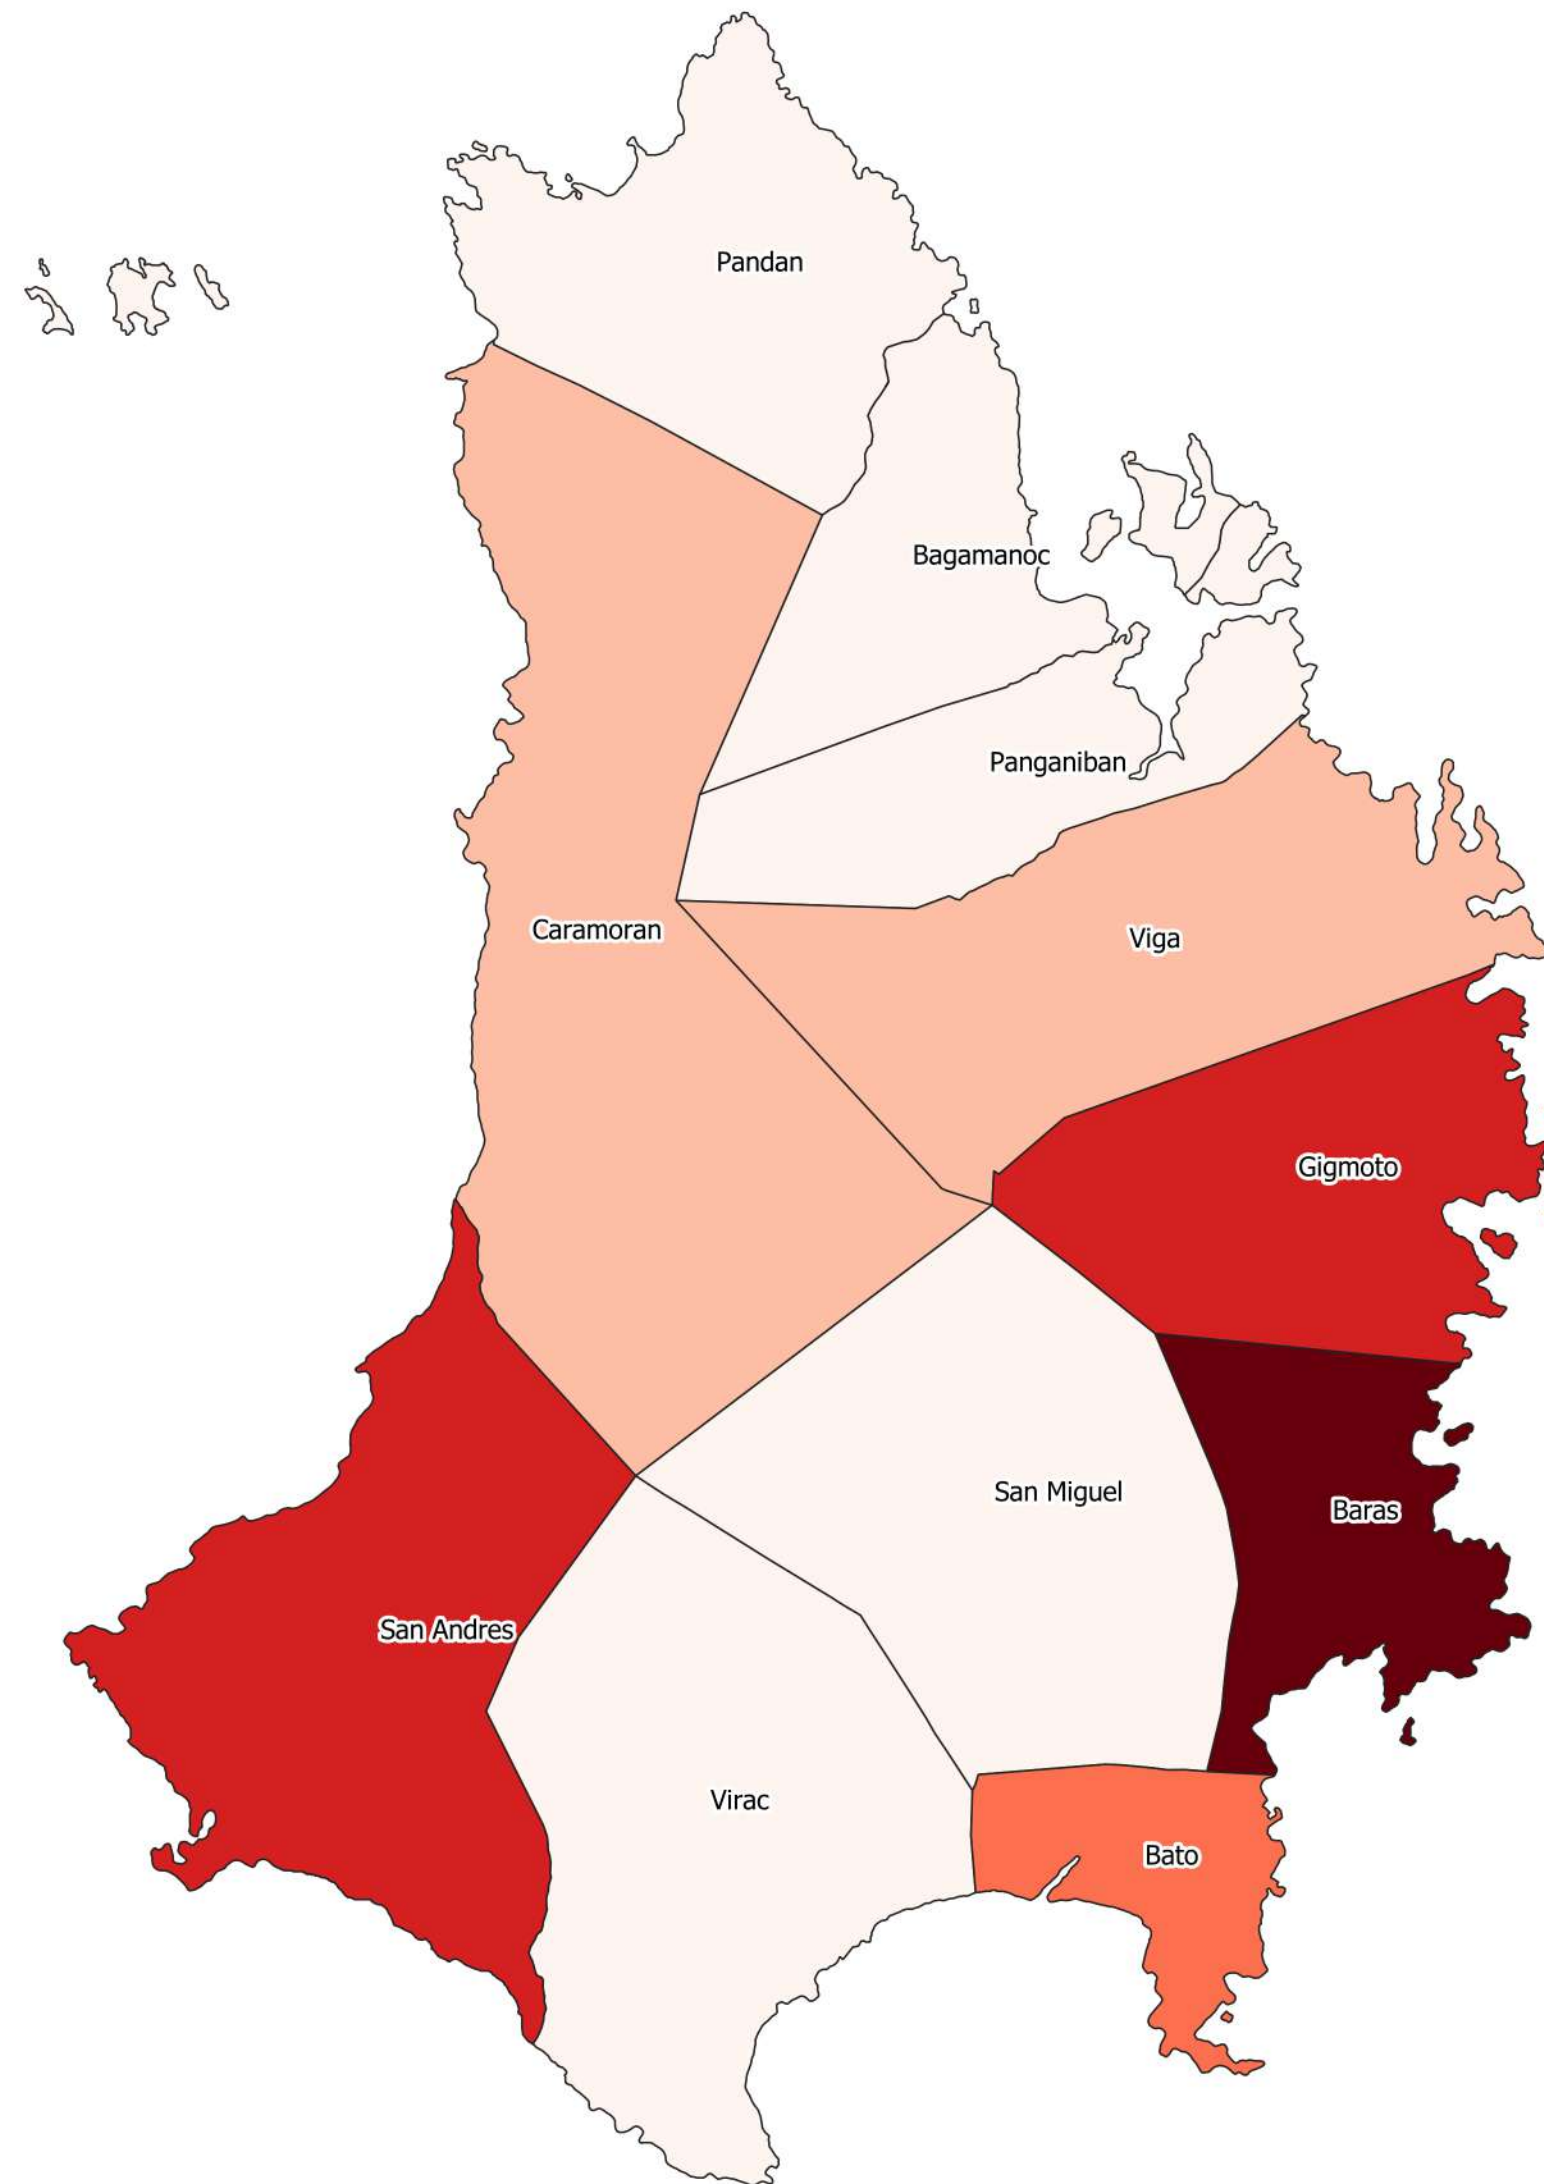 Pandan
Bagamanoc
Panganiban
Caramoran
Viga
Gigmoto
San Miguel
Baras
San Andres
Virac
Bato